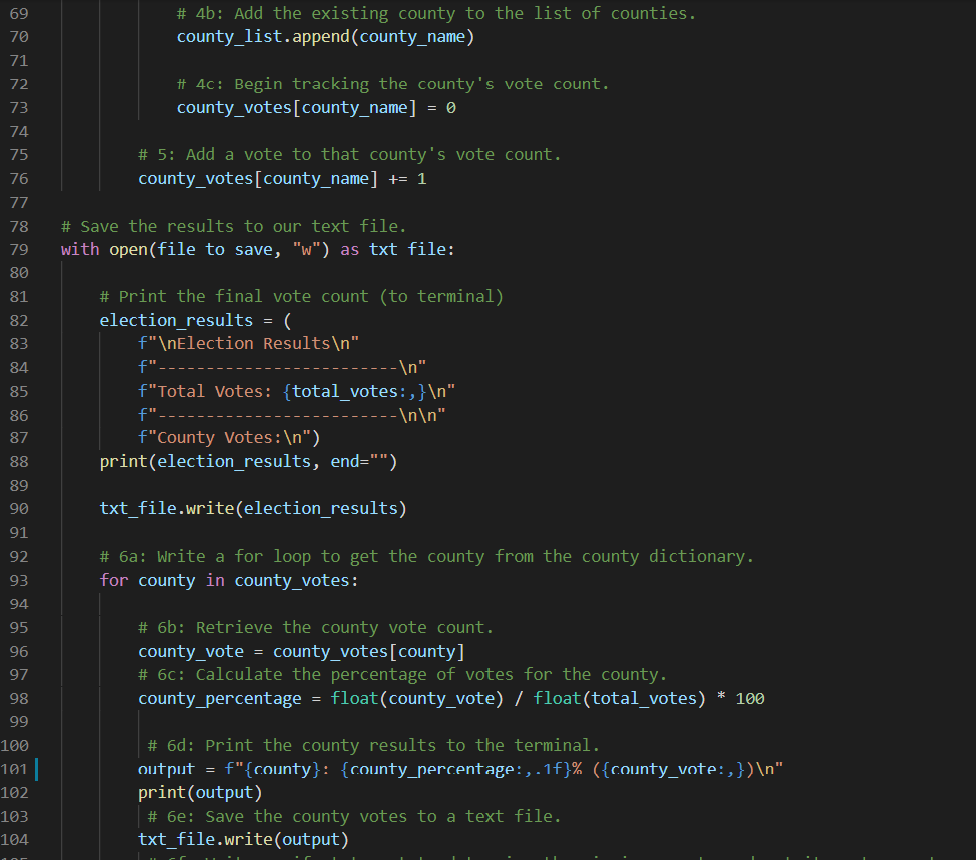 69 # 4b: Add the existing county to the list of counties.
70 county_list.append(county_name)
71
72 # 4c: Begin tracking the county's vote count.
73 county_votes[county_name] = 0
74
75 # 5: Add a vote to that county's vote count.
76 county_votes[county_name] += 1
77
78 # Save the results to our text file.
79 with open(file to save, "w") as txt file:
80
81 # Print the final vote count (to terminal)
82 election_results = (
83 f"\nElection Results\n"
84 f"-------------------------\n"
85 f"Total Votes: {total_votes:,}\n"
86 f"-------------------------\n\n"
87 f"County Votes:\n")
88 print(election_results, end="")
89
90 txt_file.write(election_results)
91
92 # 6a: Write a for loop to get the county from the county dictionary.
93 for county in county_votes:
94
95 # 6b: Retrieve the county vote count.
96 county_vote = county_votes[county]
97 # 6c: Calculate the percentage of votes for the county.
98 county_percentage = float(county_vote) / float(total_votes) * 100
99
100 # 6d: Print the county results to the terminal.
101 output = f"{county}: {county_percentage:,.1f}% ({county_vote:,})\n"
102 print(output)
103 # 6e: Save the county votes to a text file.
104 txt_file.write(output)